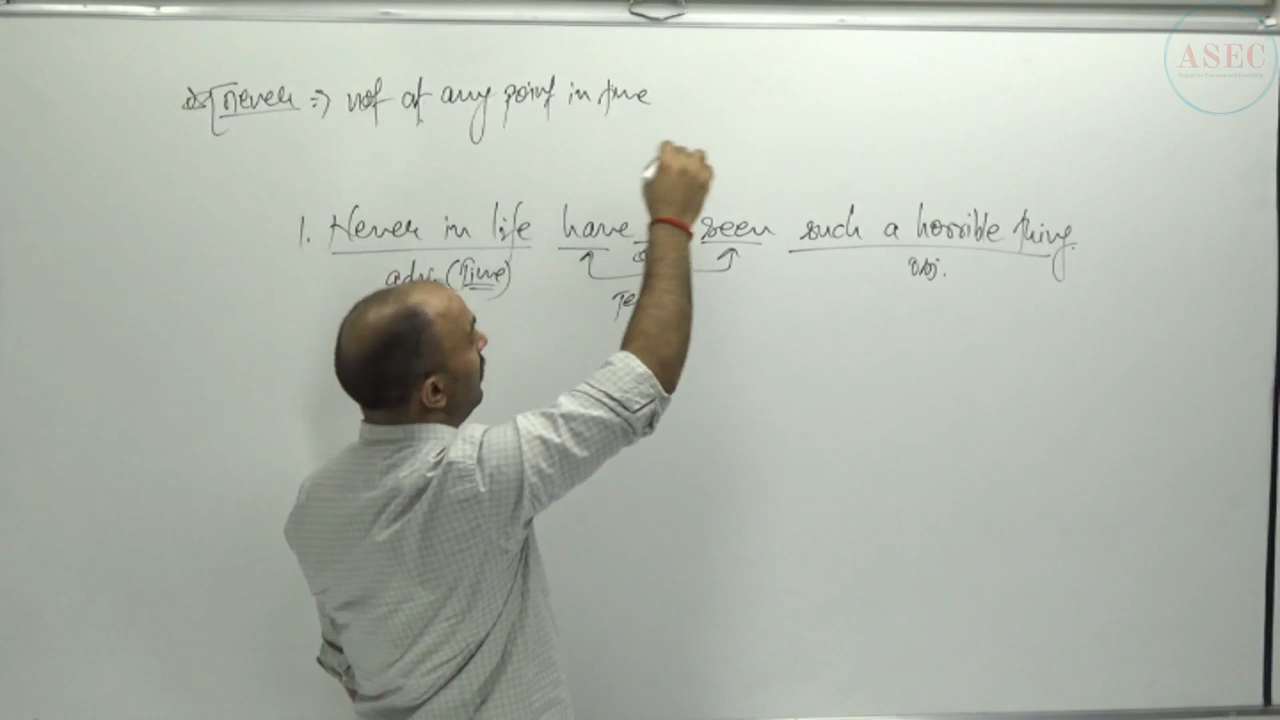 ASEC
never => not at any point in time
1. Never in life have seen such a horrible thing.
adv. (Time) Te obj.